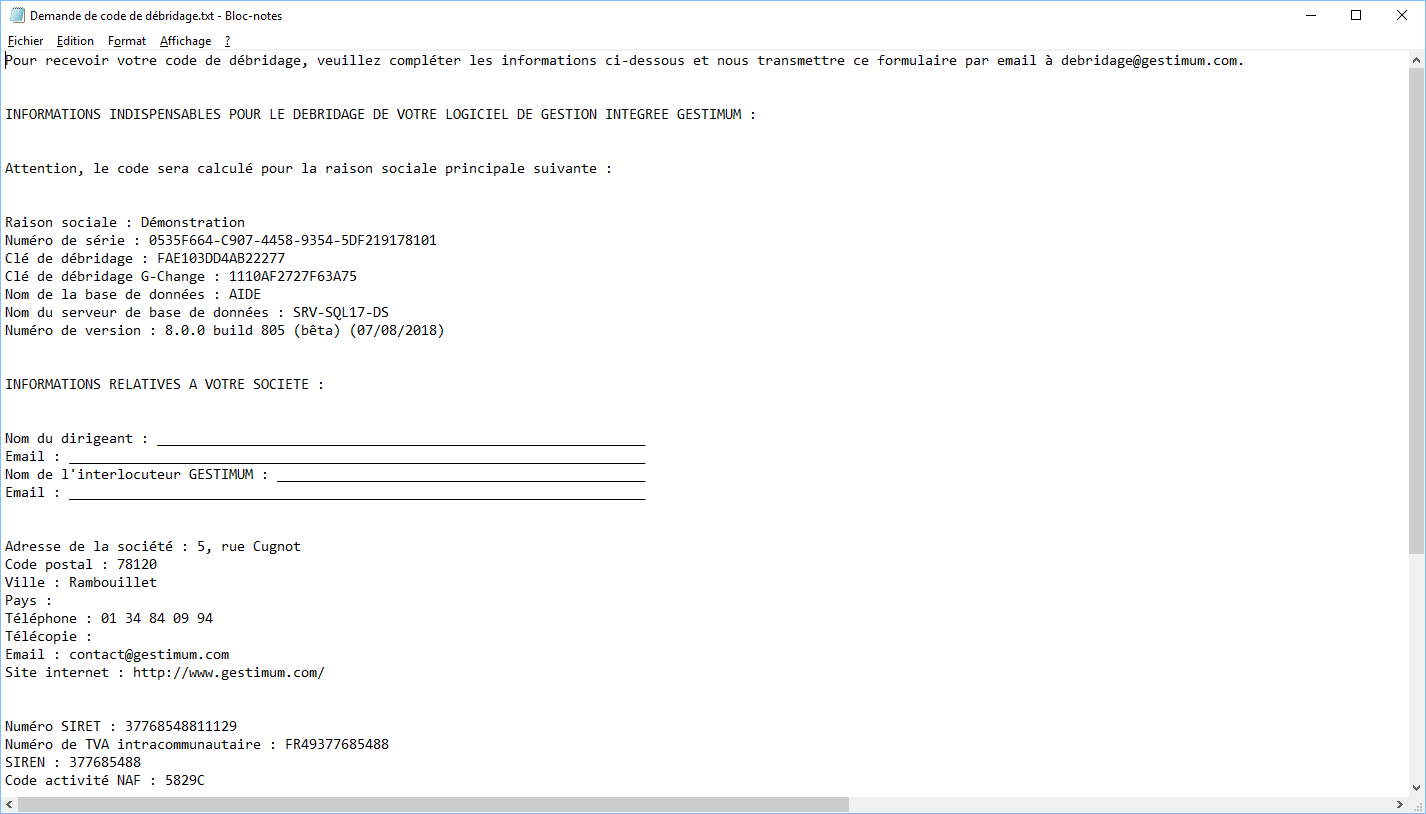 Demande de code de débridage.txt - Bloc-notes
Fichier Edition Format Affichage ?
Pour recevoir votre code de débridage, veuillez compléter les informations ci-dessous et nous transmettre ce formulaire par email à debridage@gestimum.com.
INFORMATIONS INDISPENSABLES POUR LE DEBRIDAGE DE VOTRE LOGICIEL DE GESTION INTEGREE GESTIMUM :
Attention, le code sera calculé pour la raison sociale principale suivante :
Raison sociale : Démonstration
Numéro de série : 0535F664-C907-4458-9354-5DF219178101
Clé de débridage : FAE103DD4AB22277
Clé de débridage G-Change : 1110AF2727F63A75
Nom de la base de données : AIDE
Nom du serveur de base de données : SRV-SQL17-DS
Numéro de version : 8.0.0 build 805 (bêta) (07/08/2018)
INFORMATIONS RELATIVES A VOTRE SOCIETE :
Nom du dirigeant : _____________________________________________________________
Email : ________________________________________________________________________
Nom de l'interlocuteur GESTIMUM : ______________________________________________
Email : ________________________________________________________________________
Adresse de la société : 5, rue Cugnot
Code postal : 78120
Ville : Rambouillet
Pays :
Téléphone : 01 34 84 09 94
Télécopie :
Email : contact@gestimum.com
Site internet : http://www.gestimum.com/
Numéro SIRET : 37768548811129
Numéro de TVA intracommunautaire : FR49377685488
SIREN : 377685488
Code activité NAF : 5829C